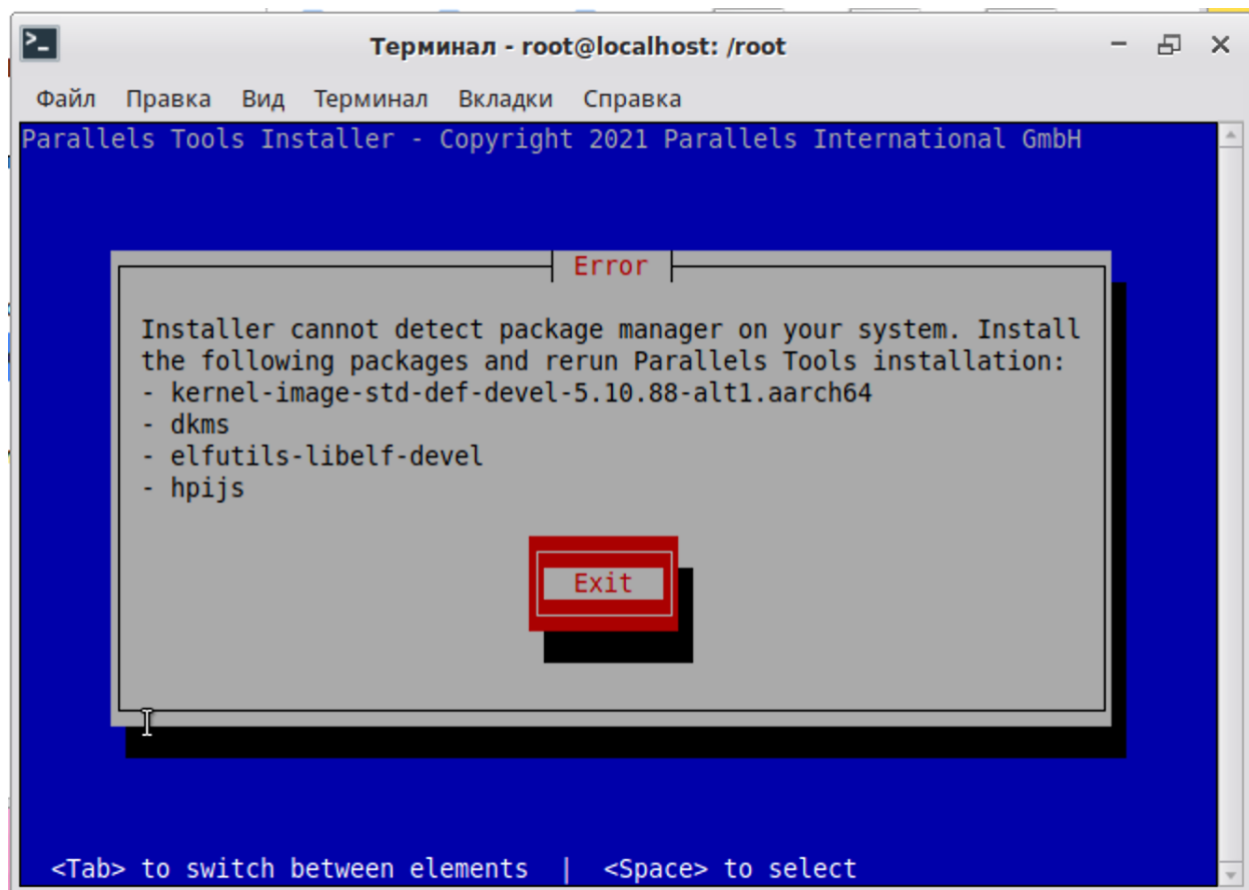 Терминал - root@localhost: /root
Файл Правка Вид Терминал Вкладки Справка
Parallels Tools Installer - Copyright 2021 Parallels International GmbH
Error
Installer cannot detect package manager on your system. Install
the following packages and rerun Parallels Tools installation:
- kernel-image-std-def-devel-5.10.88-alt1.aarch64
- dkms
- elfutils-libelf-devel
- hpijs
Exit
<Tab> to switch between elements | <Space> to select